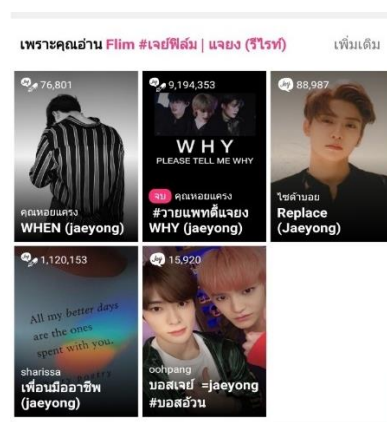 เพราะคุณอ่าน Flim #เจย์ฟิล์ม | แจยง (รีไรท์) เพิ่มเติม
76,801
คุณหอยแครง
WHEN (jaeyong)
9,194,353
WHY
PLEASE TELL ME WHY
จบ คุณหอยแครง
#วายแพทตี้แจยง
WHY (jaeyong)
joy 88,987
ไซด้าบอย
Replace
(Jaeyong)
1,120,153
All my better days
are the ones
spent with you.
sharissa
เพื่อนมืออาชีพ
(jaeyong)
joy 15,920
oohpang
บอสเจย์ =jaeyong
#บอสอ้วน